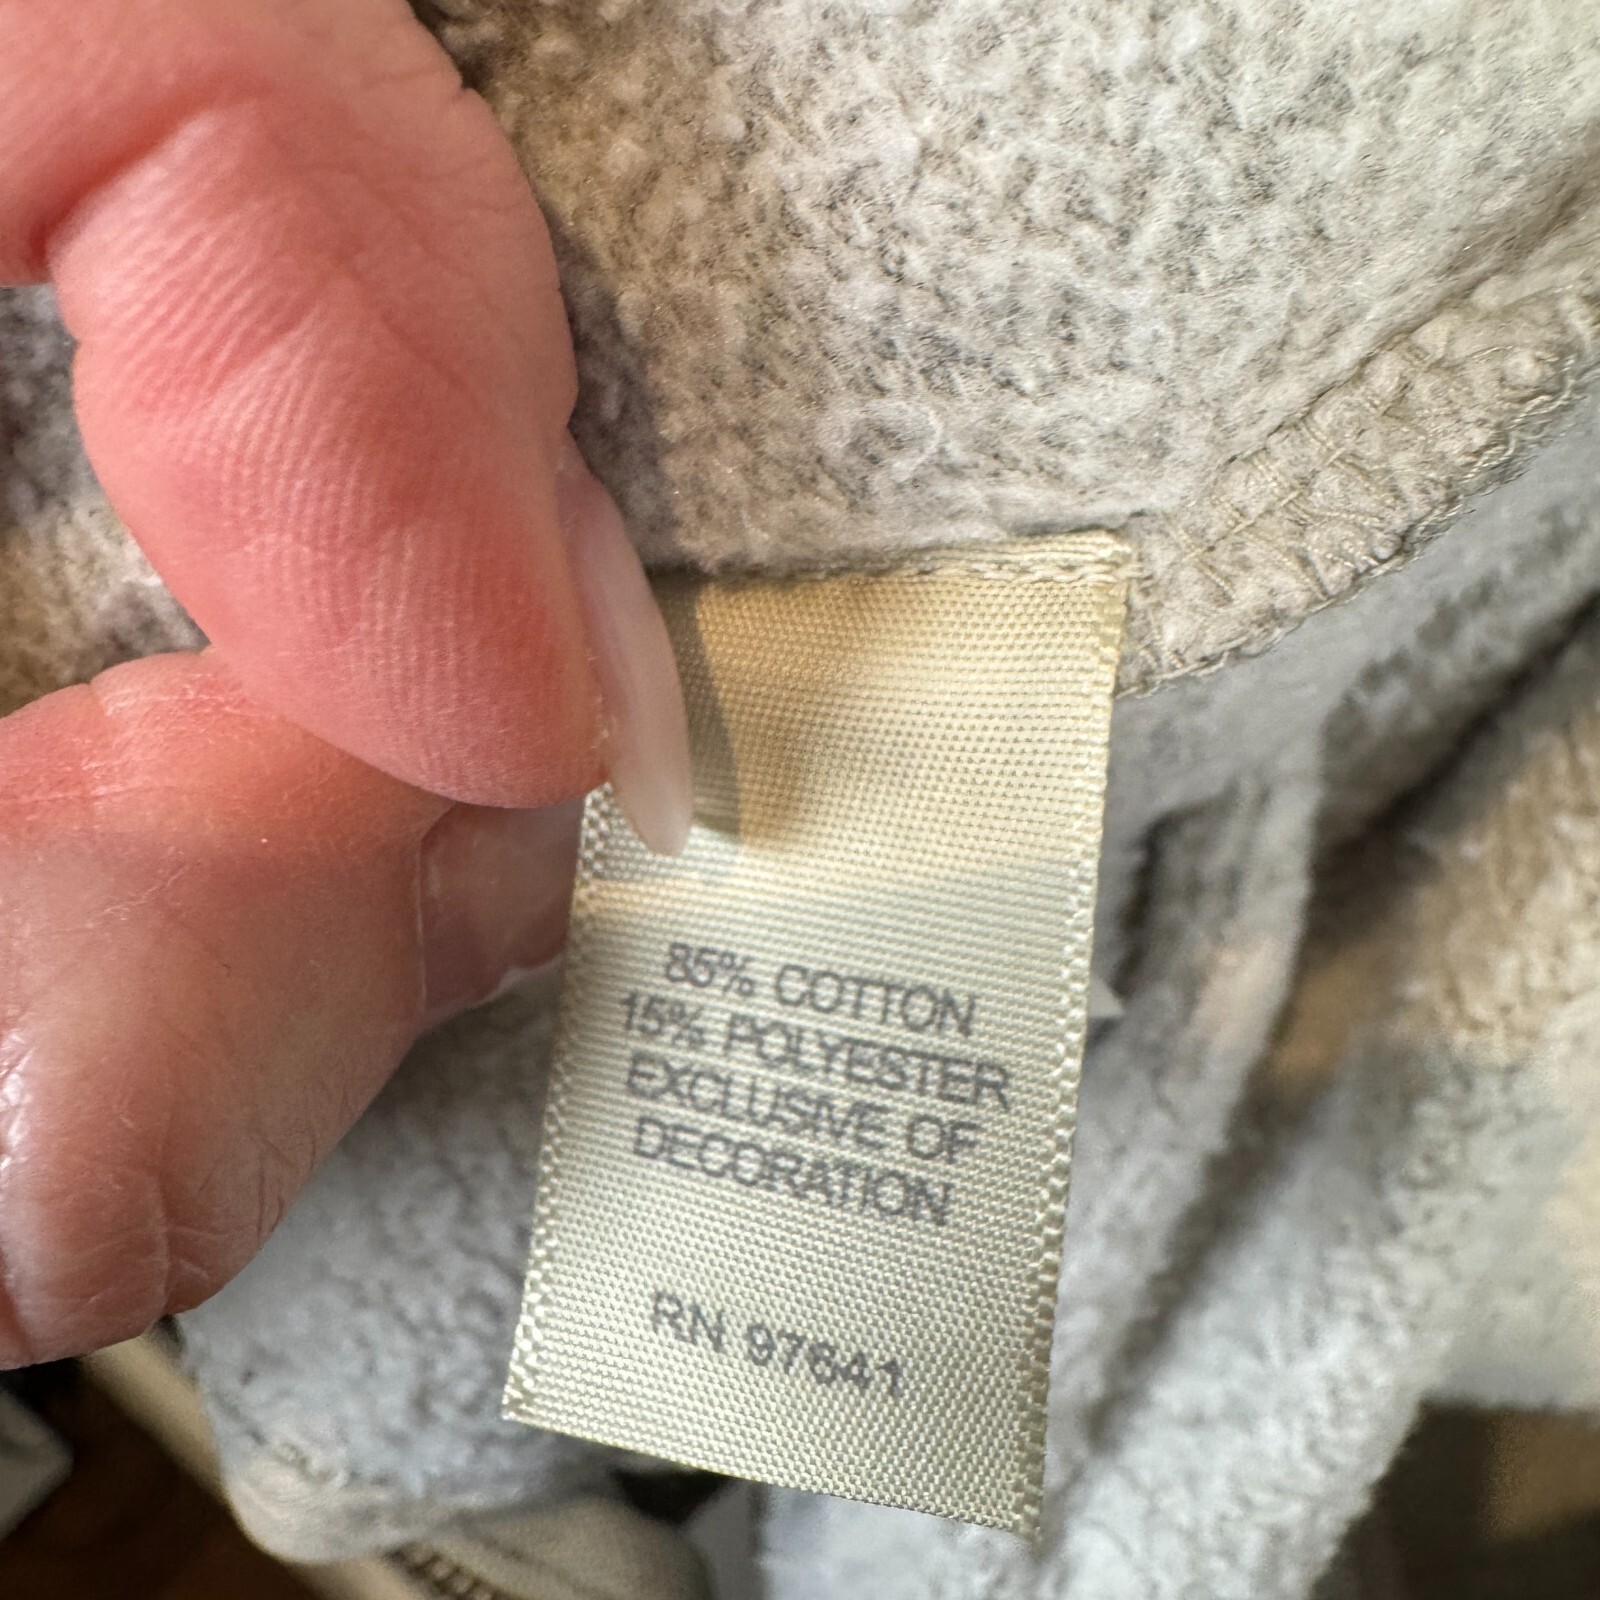 85% COTTON
15% POLYESTER
EXCLUSIVE OF
DECORATION
RN 97641